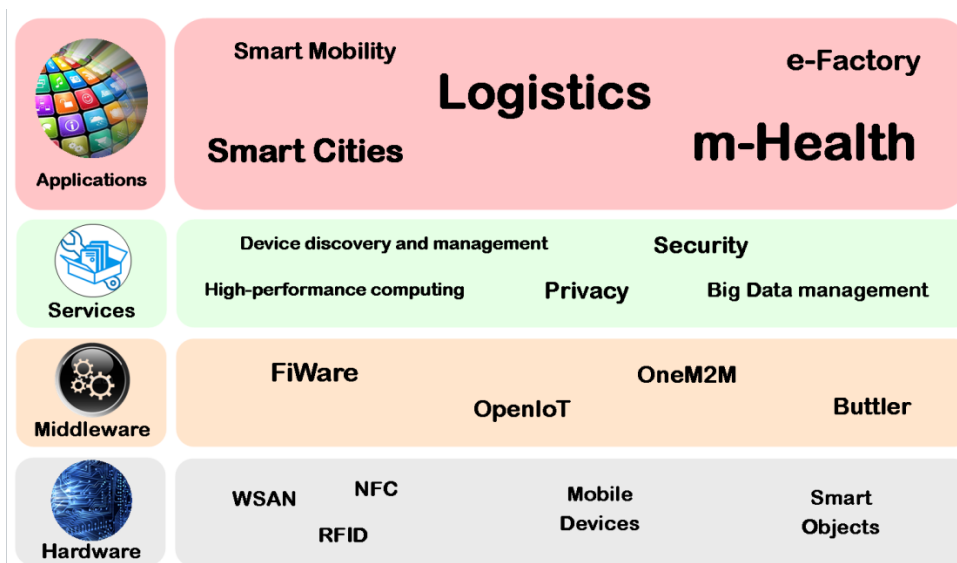 Applications
Smart Mobility
e-Factory
Logistics
Smart Cities
m-Health
Services
Device discovery and management
Security
High-performance computing
Privacy
Big Data management
Middleware
FiWare
OneM2M
OpenIoT
Buttler
Hardware
WSAN
NFC
RFID
Mobile
Devices
Smart
Objects